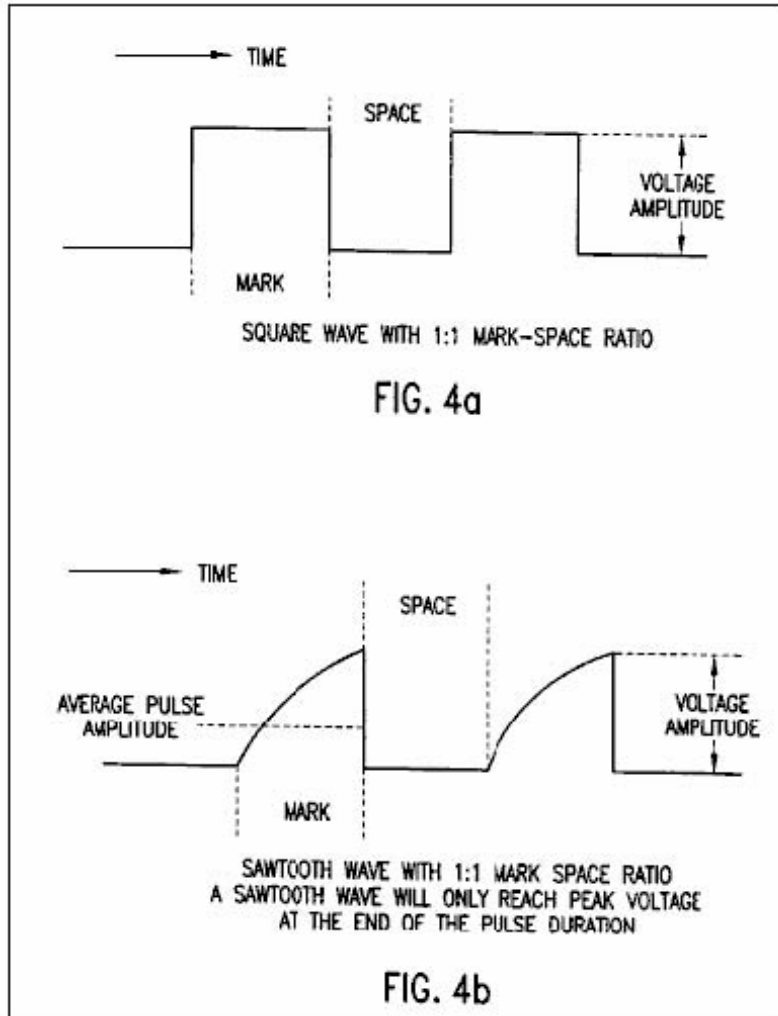 TIME
SPACE
VOLTAGE
AMPLITUDE
MARK
SQUARE WAVE WITH 1:1 MARK-SPACE RATIO
FIG. 4a
TIME
SPACE
AVERAGE PULSE
AMPLITUDE
VOLTAGE
AMPLITUDE
MARK
SAWTOOTH WAVE WITH 1:1 MARK SPACE RATIO
A SAWTOOTH WAVE WILL ONLY REACH PEAK VOLTAGE
AT THE END OF THE PULSE DURATION
FIG. 4b